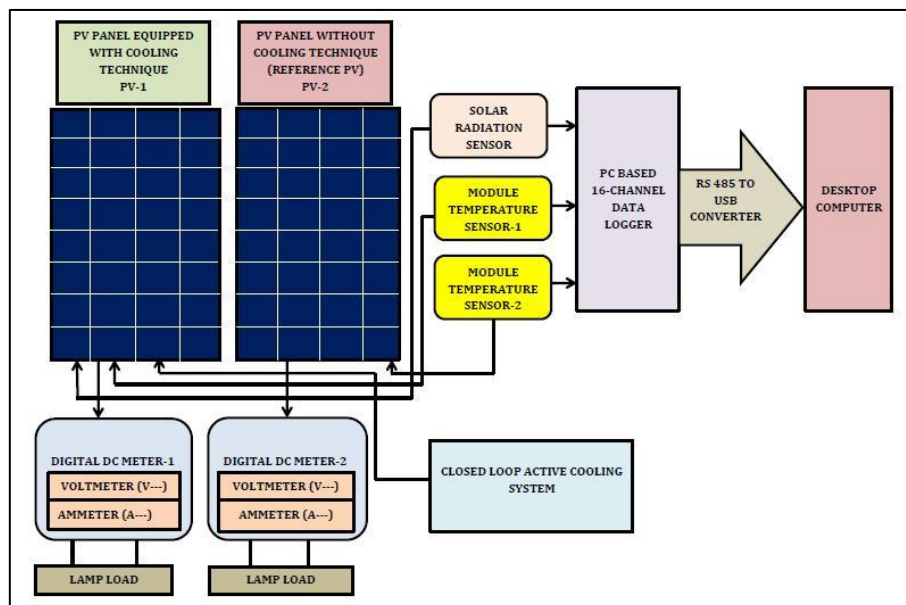 PV PANEL EQUIPPED
WITH COOLING
TECHNIQUE
PV-1
PV PANEL WITHOUT
COOLING TECHNIQUE
(REFERENCE PV)
PV-2
SOLAR
RADIATION
SENSOR
MODULE
TEMPERATURE
SENSOR-1
MODULE
TEMPERATURE
SENSOR-2
PC BASED
16-CHANNEL
DATA
LOGGER
RS 485 TO
USB
CONVERTER
DESKTOP
COMPUTER
DIGITAL DC METER-1
VOLTMETER (V---)
AMMETER (A---)
LAMP LOAD
DIGITAL DC METER-2
VOLTMETER (V---)
AMMETER (A---)
LAMP LOAD
CLOSED LOOP ACTIVE COOLING
SYSTEM